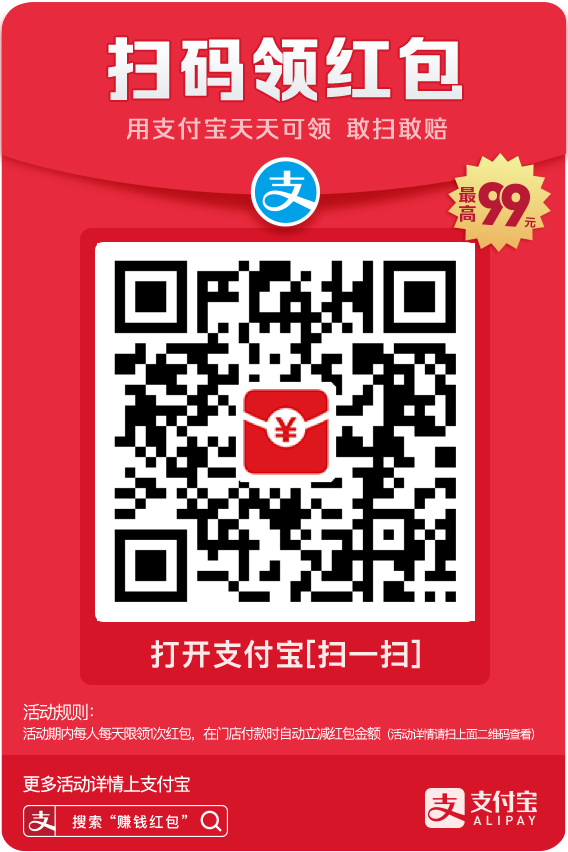 扫码领红包
用支付宝天天可领 敢扫敢赔
支
最高99元
¥
打开支付宝[扫一扫]
活动规则：
活动期内每人每天限领1次红包，在门店付款时自动立减红包金额（活动详情请扫上面二维码查看）
更多活动详情上支付宝
支 搜索“赚钱红包”
支 支付宝
ALIPAY